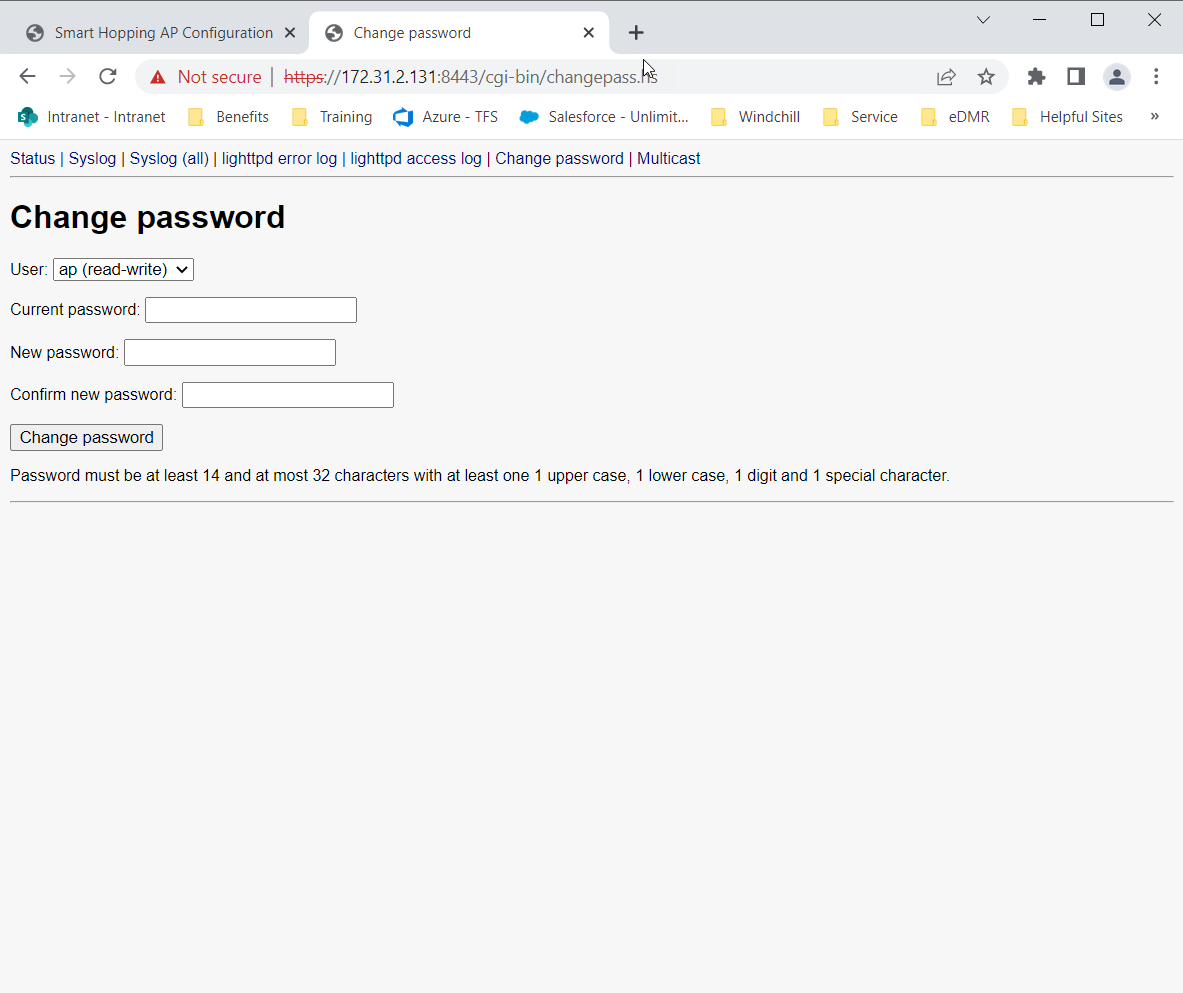 Smart Hopping AP Configuration
Change password
Not secure | https://172.31.2.131:8443/cgi-bin/changepass.
Intranet - Intranet Benefits Training Azure - TFS Salesforce - Unlimit... Windchill Service eDMR Helpful Sites »
Status | Syslog | Syslog (all) | lighttpd error log | lighttpd access log | Change password | Multicast
Change password
User: ap (read-write)
Current password:
New password:
Confirm new password:
Change password
Password must be at least 14 and at most 32 characters with at least one 1 upper case, 1 lower case, 1 digit and 1 special character.